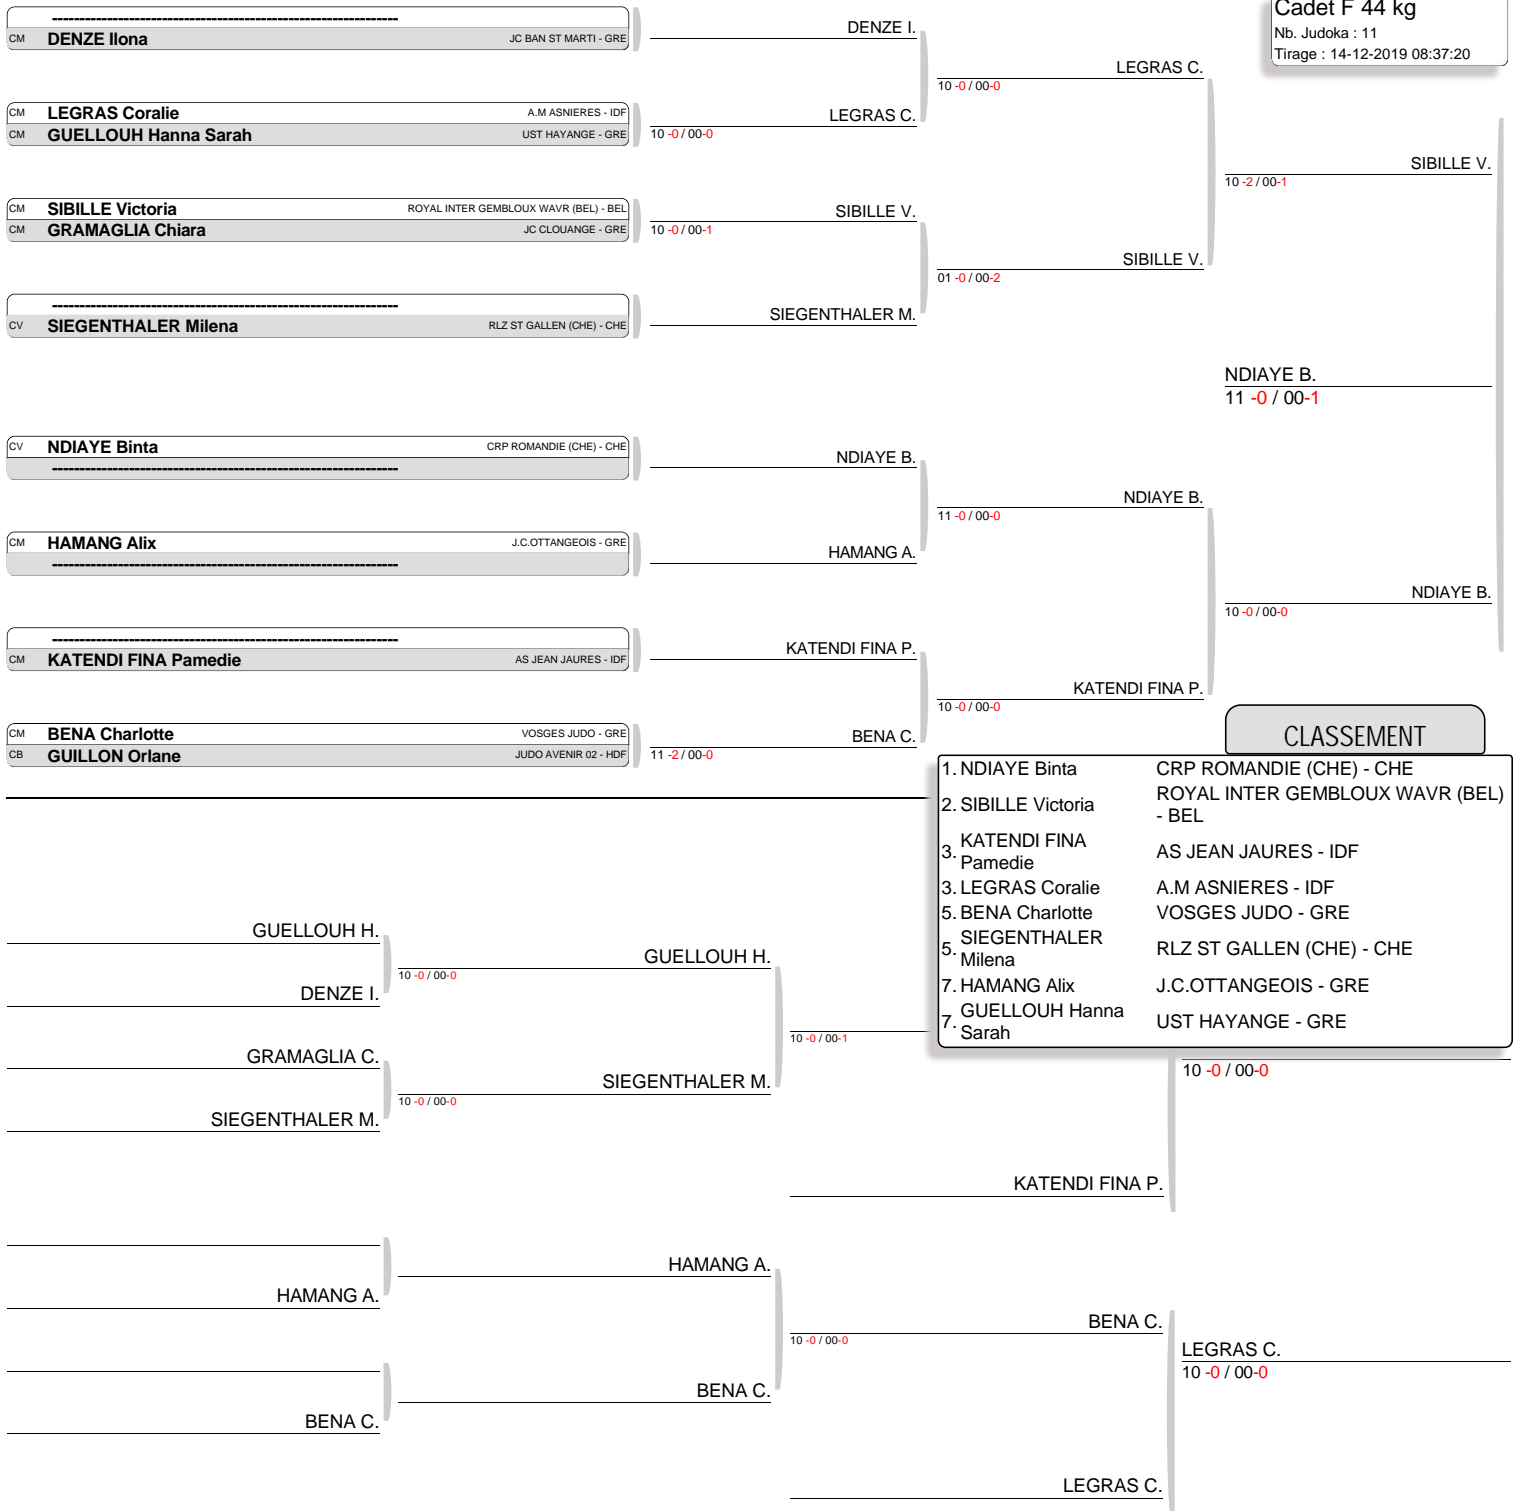 Cadet F 44 kg
Nb. Judoka : 11
Tirage : 14-12-2019 08:37:20
------------------------------------------------------------------
CM DENZE Ilona JC BAN ST MARTI - GRE
CM LEGRAS Coralie A.M ASNIERES - IDF
CM GUELLOUH Hanna Sarah UST HAYANGE - GRE
CM SIBILLE Victoria ROYAL INTER GEMBLOUX WAVR (BEL) - BEL
CM GRAMAGLIA Chiara JC CLOUANGE - GRE
------------------------------------------------------------------
CV SIEGENTHALER Milena RLZ ST GALLEN (CHE) - CHE
CV NDIAYE Binta CRP ROMANDIE (CHE) - CHE
------------------------------------------------------------------
CM HAMANG Alix J.C.OTTANGEOIS - GRE
------------------------------------------------------------------
------------------------------------------------------------------
CM KATENDI FINA Pamedie AS JEAN JAURES - IDF
CM BENA Charlotte VOSGES JUDO - GRE
CB GUILLON Orlane JUDO AVENIR 02 - HDF
DENZE I.
LEGRAS C.
10 -0 / 00-0
SIBILLE V.
10 -0 / 00-1
SIEGENTHALER M.
NDIAYE B.
HAMANG A.
KATENDI FINA P.
BENA C.
11 -2 / 00-0
LEGRAS C.
10 -0 / 00-0
SIBILLE V.
01 -0 / 00-2
NDIAYE B.
11 -0 / 00-0
KATENDI FINA P.
10 -0 / 00-0
SIBILLE V.
10 -2 / 00-1
NDIAYE B.
11 -0 / 00-1
NDIAYE B.
10 -0 / 00-0
CLASSEMENT
1. NDIAYE Binta CRP ROMANDIE (CHE) - CHE
2. SIBILLE Victoria ROYAL INTER GEMBLOUX WAVR (BEL)
- BEL
3. KATENDI FINA
Pamedie AS JEAN JAURES - IDF
3. LEGRAS Coralie A.M ASNIERES - IDF
5. BENA Charlotte VOSGES JUDO - GRE
5. SIEGENTHALER
Milena RLZ ST GALLEN (CHE) - CHE
7. HAMANG Alix J.C.OTTANGEOIS - GRE
7. GUELLOUH Hanna
Sarah UST HAYANGE - GRE
GUELLOUH H.
DENZE I.
GRAMAGLIA C.
SIEGENTHALER M.
HAMANG A.
BENA C.
GUELLOUH H.
10 -0 / 00-0
SIEGENTHALER M.
10 -0 / 00-0
HAMANG A.
BENA C.
10 -0 / 00-1
KATENDI FINA P.
BENA C.
10 -0 / 00-0
LEGRAS C.
10 -0 / 00-0
LEGRAS C.
10 -0 / 00-0